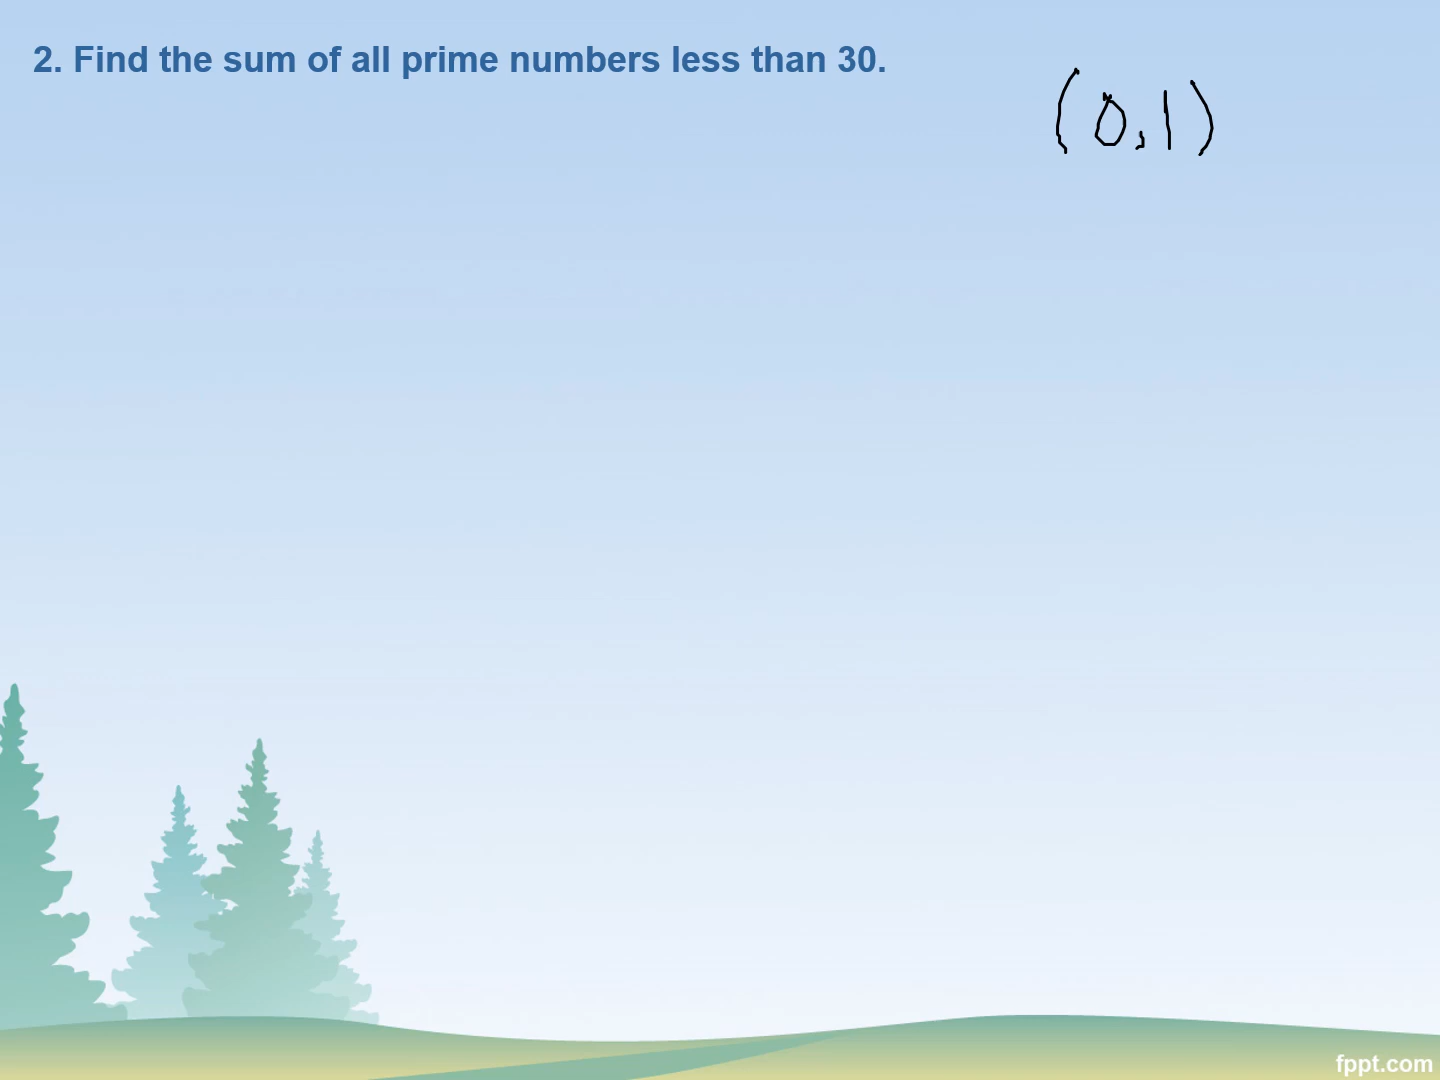 2. Find the sum of all prime numbers less than 30.
(0,1)
fppt.com